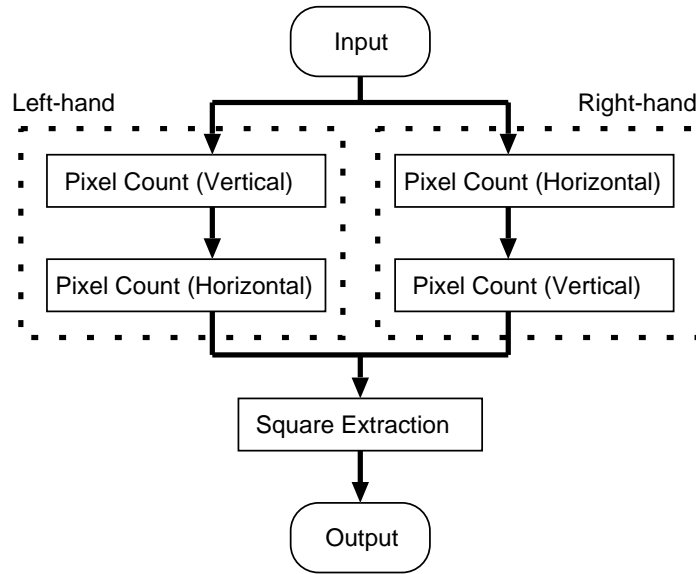 Input
Left-hand
Right-hand
Pixel Count (Vertical)
Pixel Count (Horizontal)
Pixel Count (Horizontal)
Pixel Count (Vertical)
Square Extraction
Output